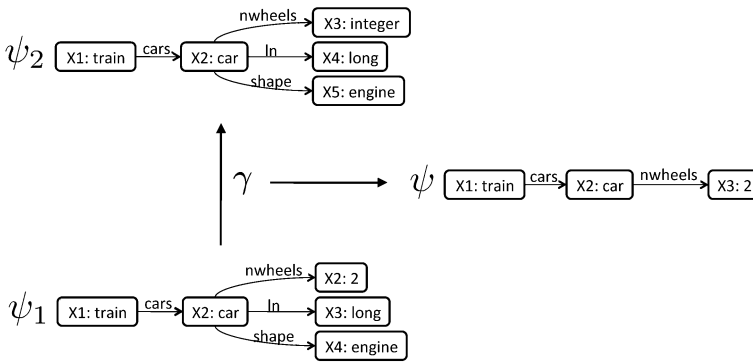 nwheels
X3: integer
ψ2 X1: train cars X2: car ln X4: long
shape
X5: engine
γ
ψ X1: train cars X2: car nwheels X3: 2
nwheels
X2: 2
ψ1 X1: train cars X2: car ln X3: long
shape
X4: engine